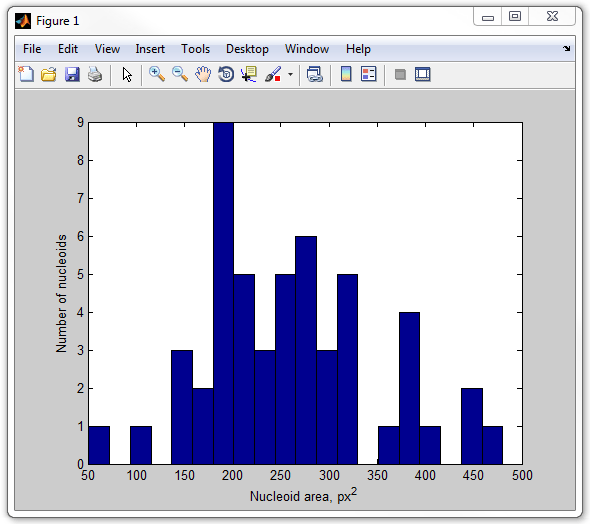 Figure 1
File Edit View Insert Tools Desktop Window Help
9
8
7
6
5
4
3
2
1
0
Number of nucleoids
50 100 150 200 250 300 350 400 450 500
Nucleoid area, px2